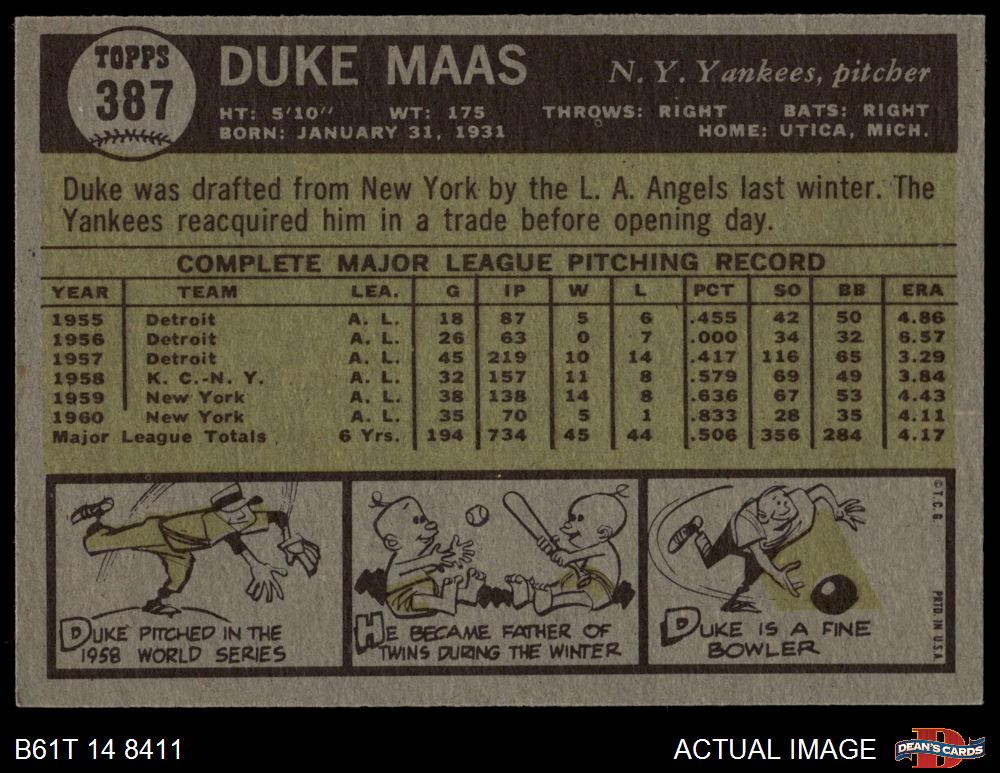 TOPPS
387
DUKE MAAS
N. Y. Yankees, pitcher
HT: 5'10" WT: 175 THROWS: RIGHT BATS: RIGHT
BORN: JANUARY 31, 1931 HOME: UTICA, MICH.
Duke was drafted from New York by the L. A. Angels last winter. The
Yankees reacquired him in a trade before opening day.
COMPLETE MAJOR LEAGUE PITCHING RECORD
YEAR TEAM LEA. G IP W L PCT SO BB ERA
1955 Detroit A. L. 18 87 5 6 .455 42 50 4.86
1956 Detroit A. L. 26 63 0 7 .000 34 32 6.57
1957 Detroit A. L. 45 219 10 14 .417 116 65 3.29
1958 K. C.-N. Y. A. L. 32 157 11 8 .579 69 49 3.84
1959 New York A. L. 38 138 14 8 .636 67 53 4.43
1960 New York A. L. 35 70 5 1 .833 28 35 4.11
Major League Totals 6 Yrs. 194 734 45 44 .506 356 284 4.17
DUKE PITCHED IN THE
1958 WORLD SERIES
HE BECAME FATHER OF
TWINS DURING THE WINTER
DUKE IS A FINE
BOWLER
© T.C.G.
PRTD. IN U.S.A.
B61T 14 8411
ACTUAL IMAGE
D
DEAN'S CARDS